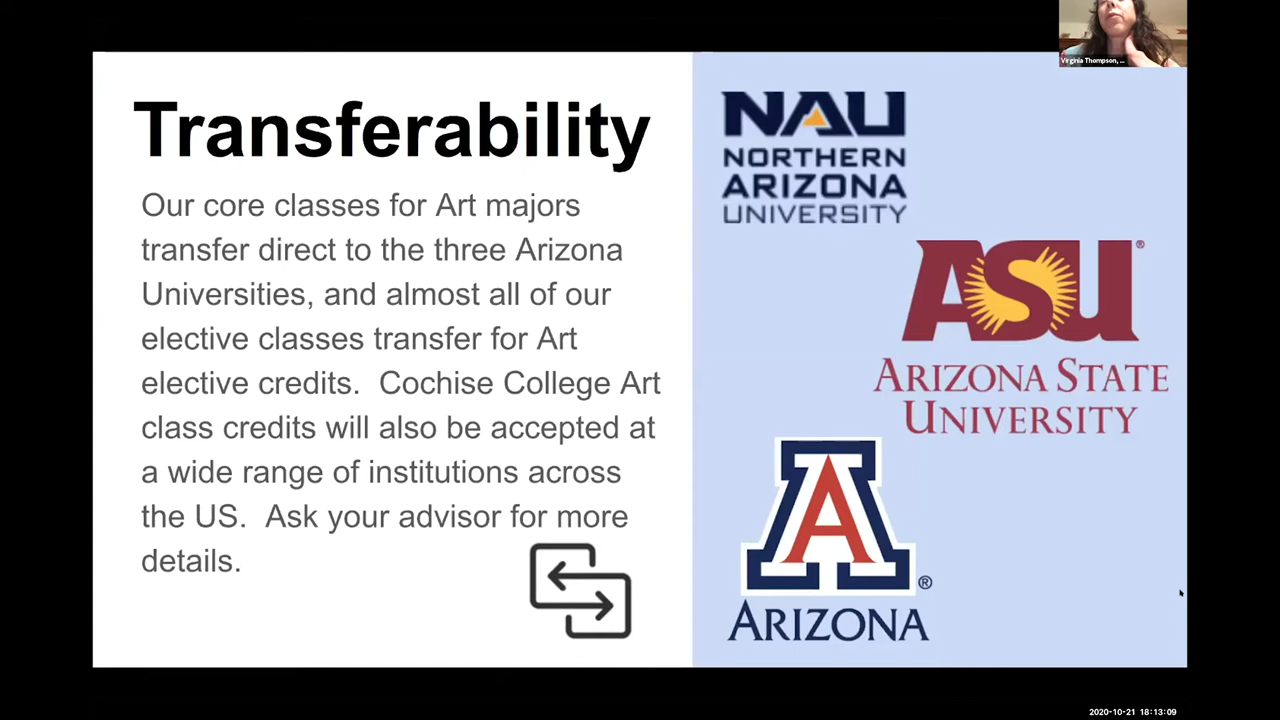 Virginia Thompson, ...
Transferability
Our core classes for Art majors
transfer direct to the three Arizona
Universities, and almost all of our
elective classes transfer for Art
elective credits.  Cochise College Art
class credits will also be accepted at
a wide range of institutions across
the US.  Ask your advisor for more
details.
NAU
NORTHERN
ARIZONA
UNIVERSITY
ASU®
ARIZONA STATE
UNIVERSITY
A®
ARIZONA
2020-10-21 18:13:09